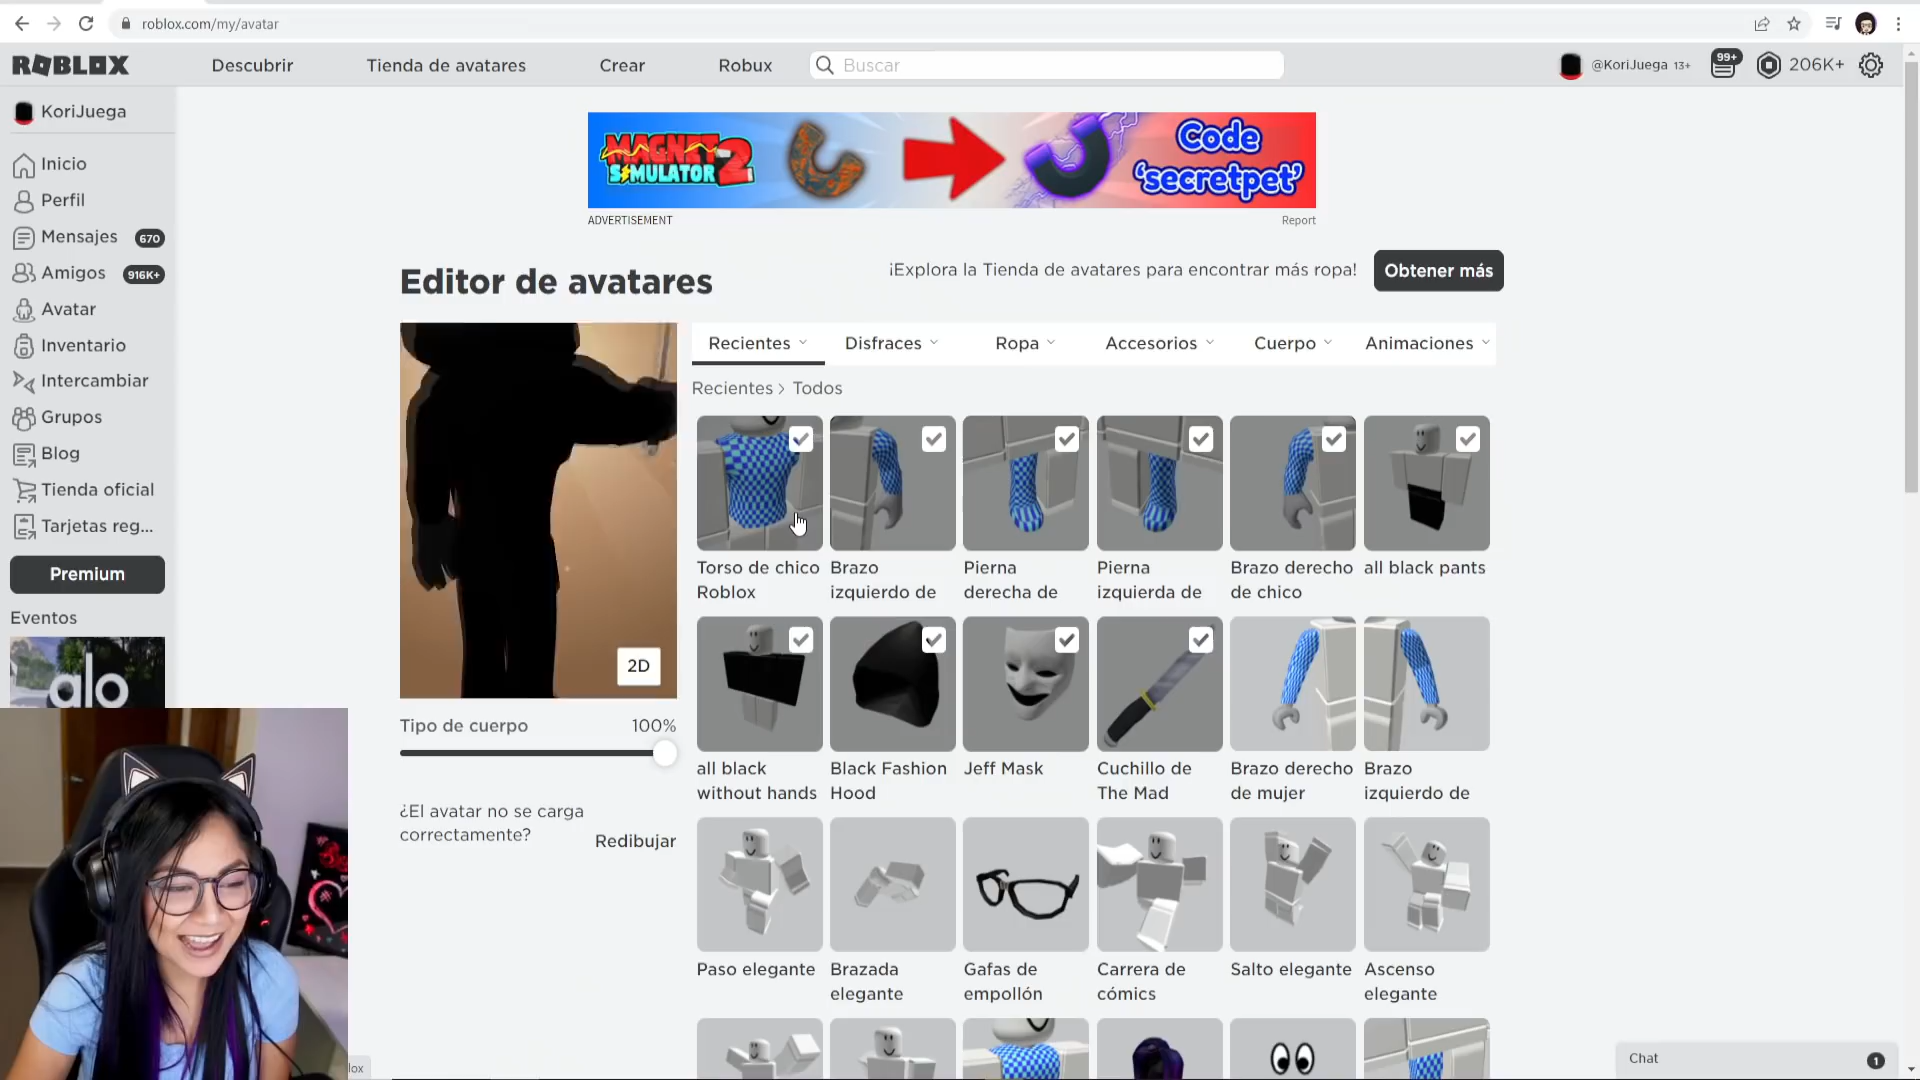 roblox.com/my/avatar
ROBLOX
Descubrir
Tienda de avatares
Crear
Robux
Buscar
@KoriJuega 13+
99+
206K+
KoriJuega
Inicio
Perfil
Mensajes 670
Amigos 916K+
Avatar
Inventario
Intercambiar
Grupos
Blog
Tienda oficial
Tarjetas reg...
Premium
Eventos
alo
MAGNET SIMULATOR 2
Code
'secretpet'
ADVERTISEMENT
Report
Editor de avatares
¡Explora la Tienda de avatares para encontrar más ropa!
Obtener más
2D
Tipo de cuerpo 100%
¿El avatar no se carga
correctamente?
Redibujar
Recientes
Disfraces
Ropa
Accesorios
Cuerpo
Animaciones
Recientes > Todos
Torso de chico
Roblox
Brazo
izquierdo de
Pierna
derecha de
Pierna
izquierda de
Brazo derecho
de chico
all black pants
all black
without hands
Black Fashion
Hood
Jeff Mask
Cuchillo de
The Mad
Brazo derecho
de mujer
Brazo
izquierdo de
Paso elegante
Brazada
elegante
Gafas de
empollón
Carrera de
cómics
Salto elegante
Ascenso
elegante
lox
Chat
1